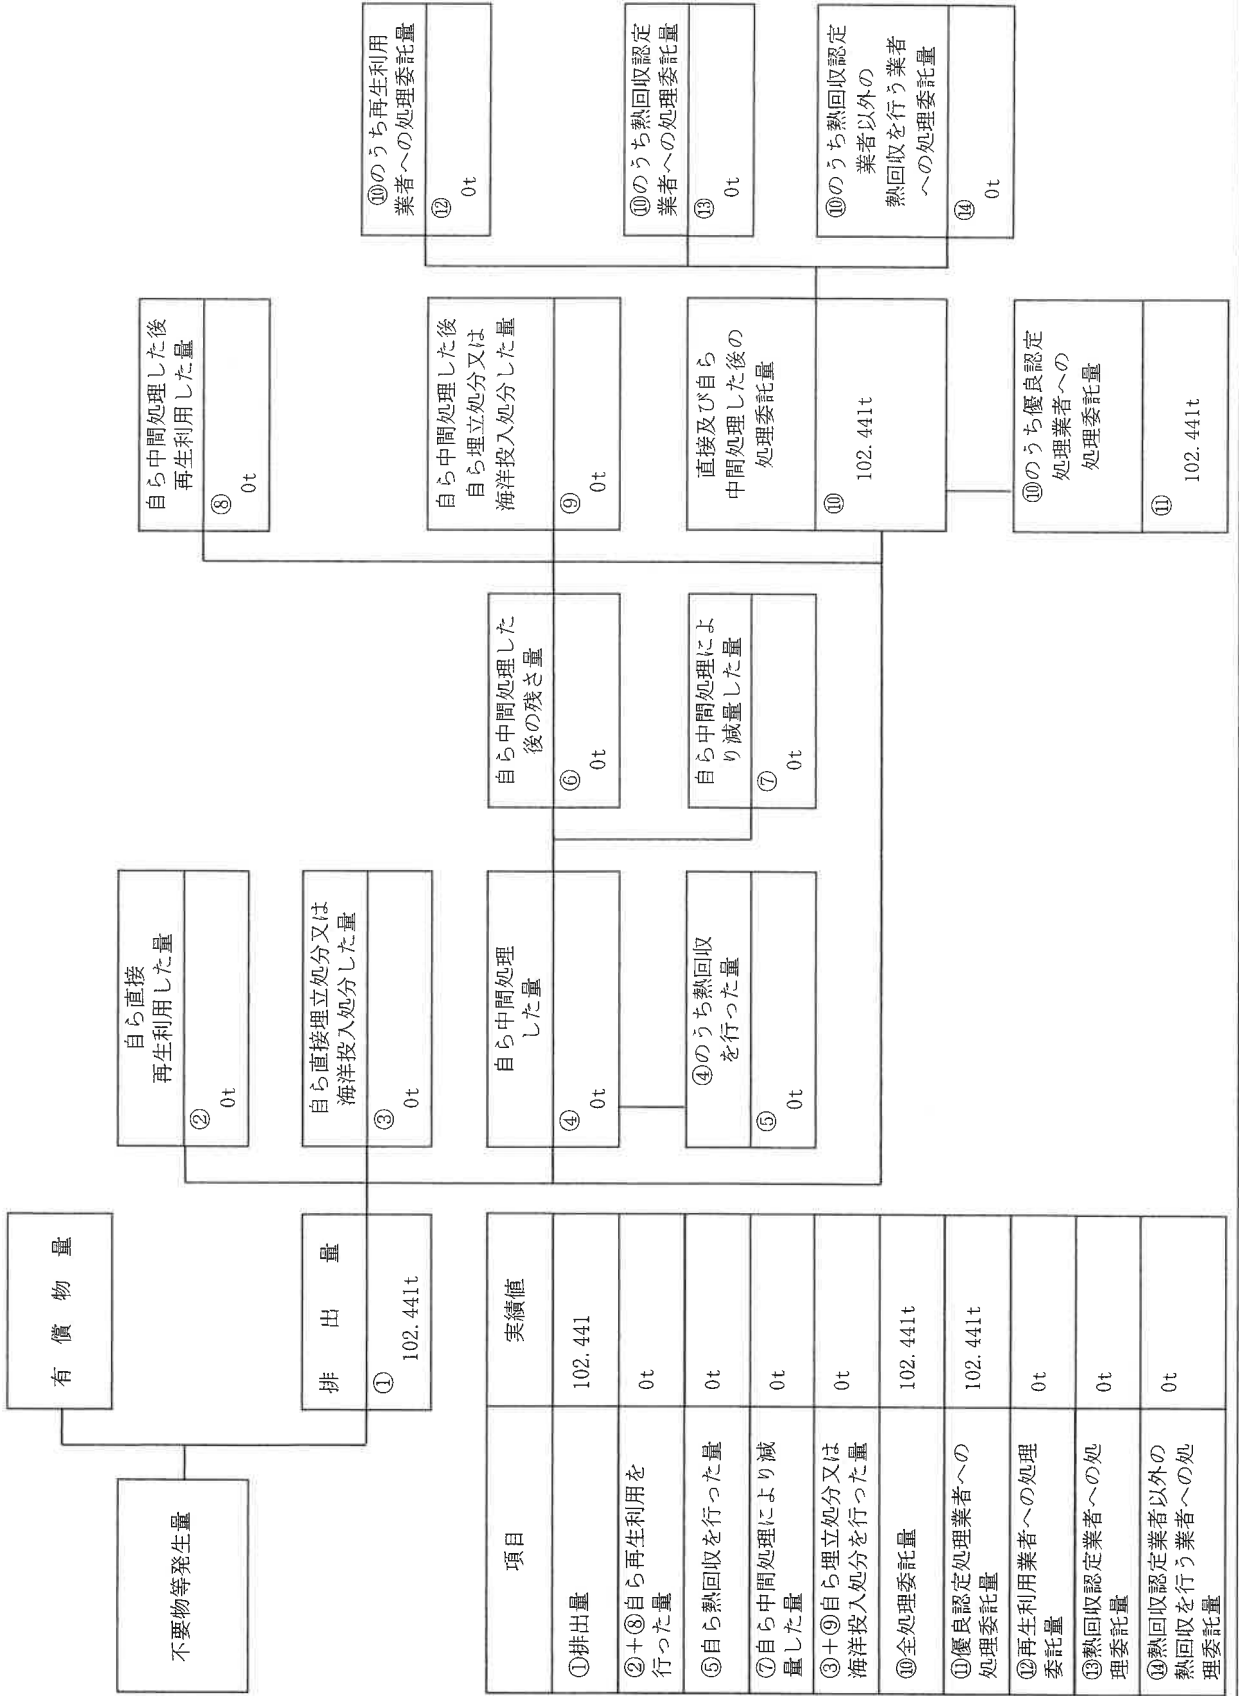 不要物等発生量
有償物量
排出量
①
102.441t
自ら直接
再生利用した量
②
0t
自ら直接埋立処分又は
海洋投入処分した量
③
0t
自ら中間処理
した量
④
0t
④のうち熱回収
を行った量
⑤
0t
自ら中間処理した
後の残さ量
⑥
0t
自ら中間処理によ
り減量した量
⑦
0t
自ら中間処理した後
再生利用した量
⑧
0t
自ら中間処理した後
自ら埋立処分又は
海洋投入処分した量
⑨
0t
直接及び自ら
中間処理した後の
処理委託量
⑩
102.441t
⑩のうち優良認定
処理業者への
処理委託量
⑪
102.441t
⑩のうち再生利用
業者への処理委託量
⑫
0t
⑩のうち熱回収認定
業者への処理委託量
⑬
0t
⑩のうち熱回収認定
業者以外の
熱回収を行う業者
への処理委託量
⑭
0t
項目
実績値
①排出量
102.441
②+⑧自ら再生利用を
行った量
0t
⑤自ら熱回収を行った量
0t
⑦自ら中間処理により減
量した量
0t
③+⑨自ら埋立処分又は
海洋投入処分を行った量
0t
⑩全処理委託量
102.441t
⑪優良認定処理業者への
処理委託量
102.441t
⑫再生利用業者への処理
委託量
0t
⑬熱回収認定業者への処
理委託量
0t
⑭熱回収認定業者以外の
熱回収を行う業者への処
理委託量
0t